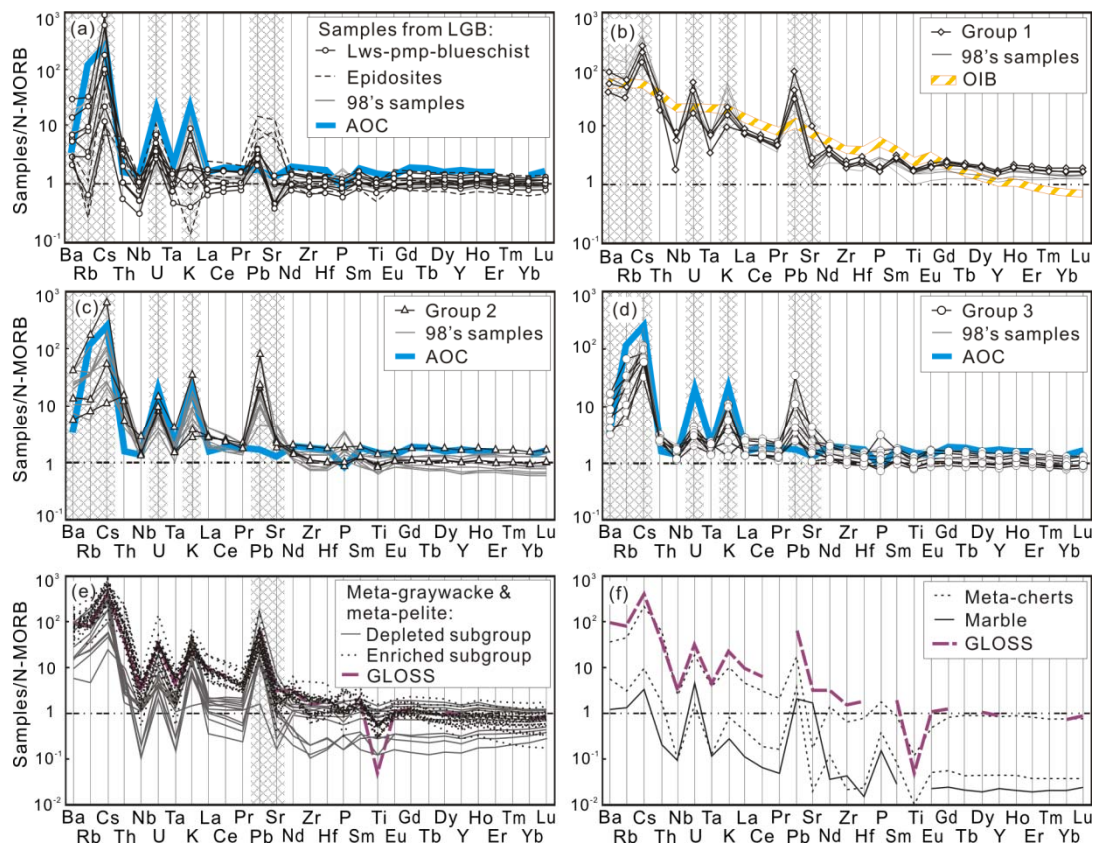 (a)
Samples from LGB:
Lws-pmp-blueschist
Epidosites
98's samples
AOC
Samples/N-MORB
10³
10²
10
1
10⁻¹
Ba Cs Nb Ta La Pr Sr Zr P Ti Gd Dy Ho Tm Lu
Rb Th U K Ce Pb Nd Hf Sm Eu Tb Y Er Yb
(b)
Group 1
98's samples
OIB
Samples/N-MORB
10³
10²
10
1
10⁻¹
Ba Cs Nb Ta La Pr Sr Zr P Ti Gd Dy Ho Tm Lu
Rb Th U K Ce Pb Nd Hf Sm Eu Tb Y Er Yb
(c)
Group 2
98's samples
AOC
Samples/N-MORB
10³
10²
10
1
10⁻¹
Ba Cs Nb Ta La Pr Sr Zr P Ti Gd Dy Ho Tm Lu
Rb Th U K Ce Pb Nd Hf Sm Eu Tb Y Er Yb
(d)
Group 3
98's samples
AOC
10³
10²
10
1
10⁻¹
Ba Cs Nb Ta La Pr Sr Zr P Ti Gd Dy Ho Tm Lu
Rb Th U K Ce Pb Nd Hf Sm Eu Tb Y Er Yb
(e)
Meta-graywacke &
meta-pelite:
Depleted subgroup
Enriched subgroup
GLOSS
Samples/N-MORB
10³
10²
10
1
10⁻¹
10⁻²
Ba Cs Nb Ta La Pr Sr Zr P Ti Gd Dy Ho Tm Lu
Rb Th U K Ce Pb Nd Hf Sm Eu Tb Y Er Yb
(f)
Meta-cherts
Marble
GLOSS
10³
10²
10
1
10⁻¹
10⁻²
Ba Cs Nb Ta La Pr Sr Zr P Ti Gd Dy Ho Tm Lu
Rb Th U K Ce Pb Nd Hf Sm Eu Tb Y Er Yb